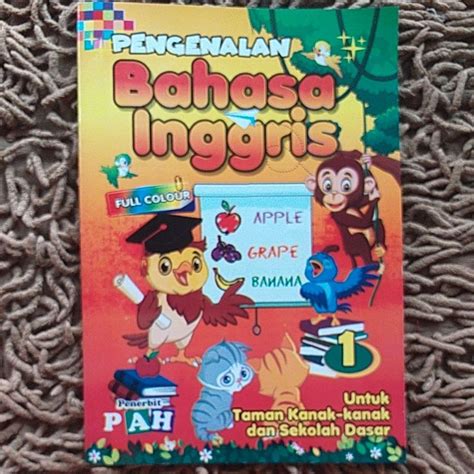 PENGENALAN
Bahasa
Inggris
FULL COLOUR
APPLE
GRAPE
BANANA
1
Penerbit
PAH
Untuk
Taman Kanak-kanak
dan Sekolah Dasar